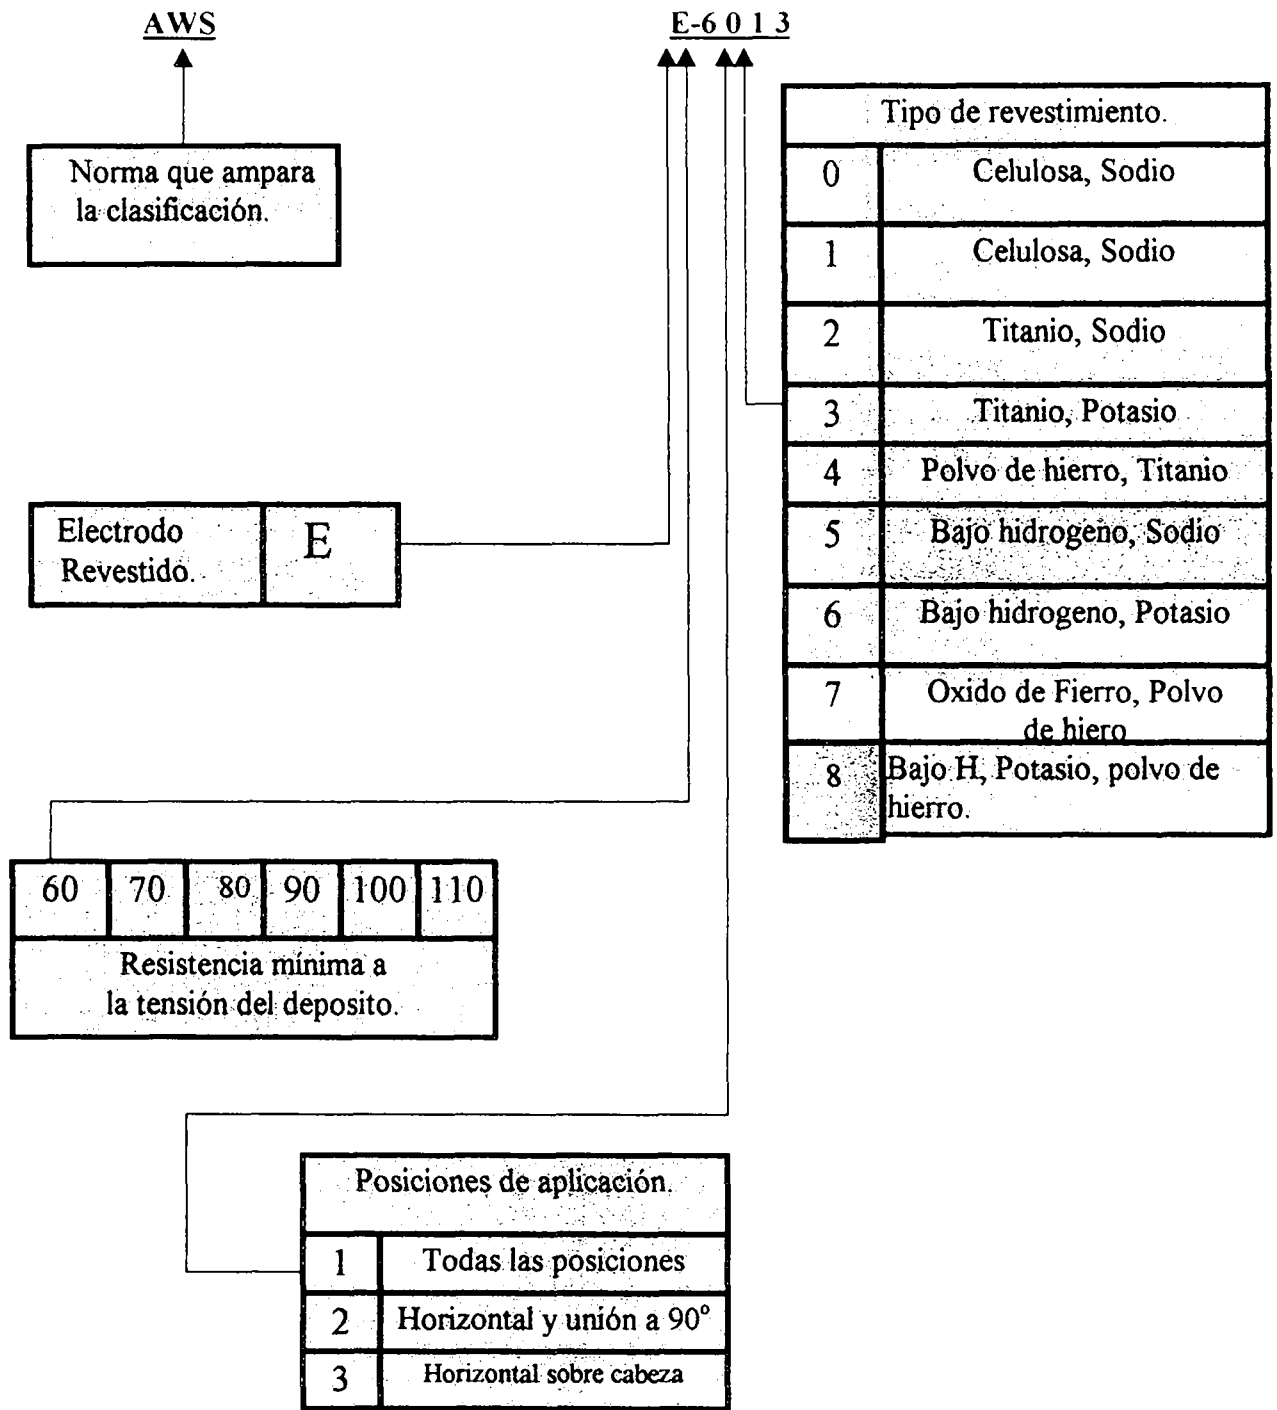 AWS
E-6 0 1 3
Norma que ampara
la clasificación.
Tipo de revestimiento.
0 Celulosa, Sodio
1 Celulosa, Sodio
2 Titanio, Sodio
3 Titanio, Potasio
4 Polvo de hierro, Titanio
5 Bajo hidrogeno, Sodio
6 Bajo hidrogeno, Potasio
7 Oxido de Fierro, Polvo
de hiero
8 Bajo H, Potasio, polvo de
hierro.
Electrodo
Revestido.
E
60 70 80 90 100 110
Resistencia mínima a
la tensión del deposito.
Posiciones de aplicación.
1 Todas las posiciones
2 Horizontal y unión a 90º
3 Horizontal sobre cabeza